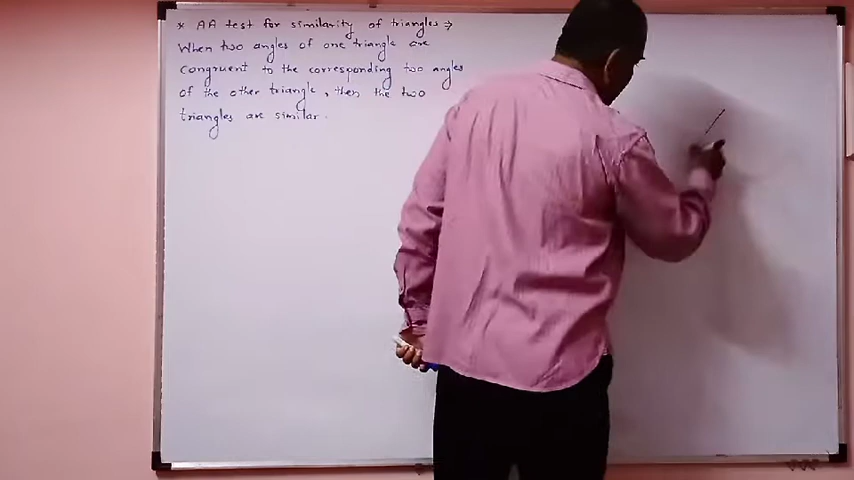 * AA test for similarity of triangles →
When two angles of one triangle are
congruent to the corresponding two angles
of the other triangle, then the two
triangles are similar.